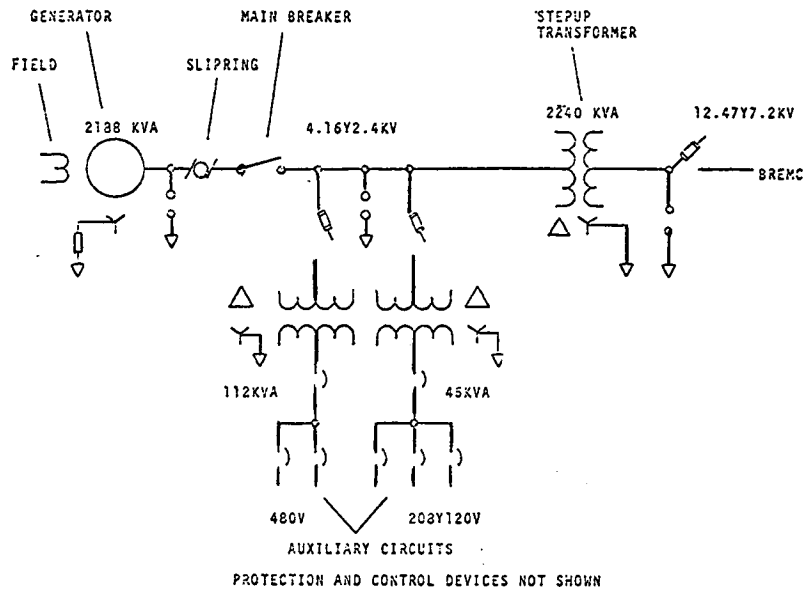 GENERATOR
MAIN BREAKER
STEPUP
TRANSFORMER
FIELD
SLIPRING
2188 KVA
4.16Y2.4KV
2240 KVA
12.47Y7.2KV
BREMC
112KVA
45KVA
480V
208Y120V
AUXILIARY CIRCUITS
PROTECTION AND CONTROL DEVICES NOT SHOWN